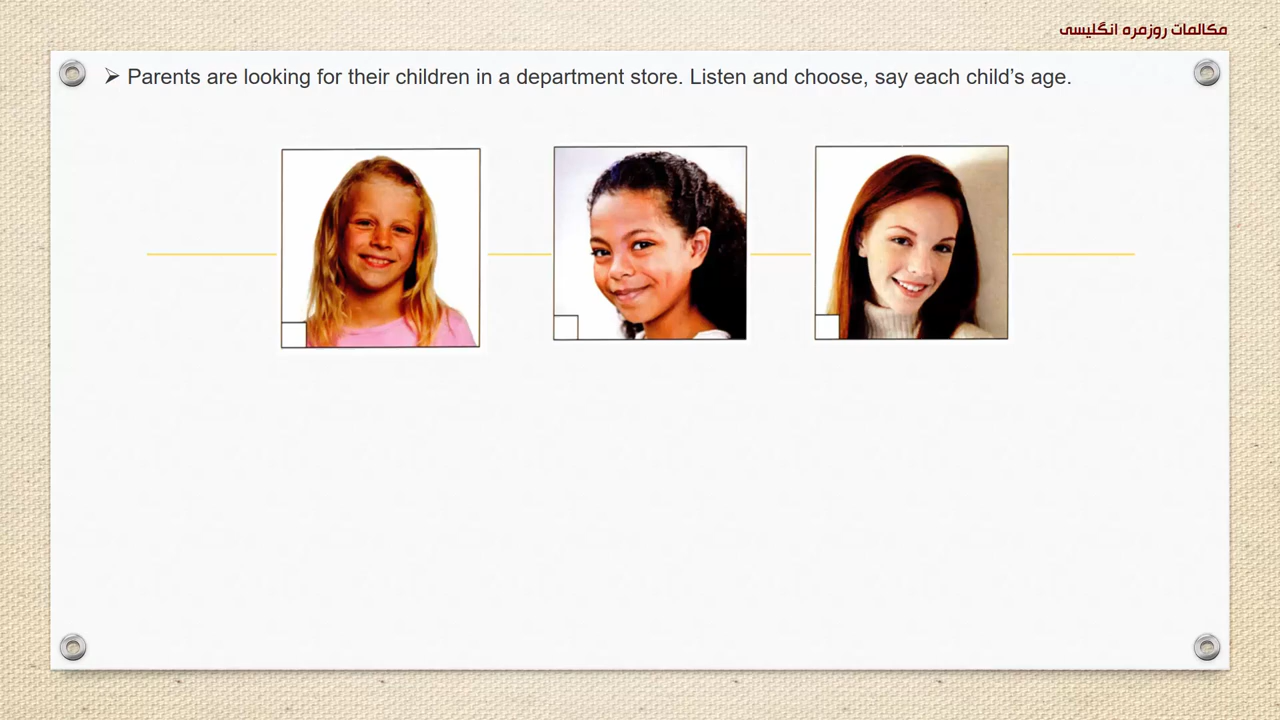 مکالمات روزمره انگلیسی
➢ Parents are looking for their children in a department store. Listen and choose, say each child’s age.